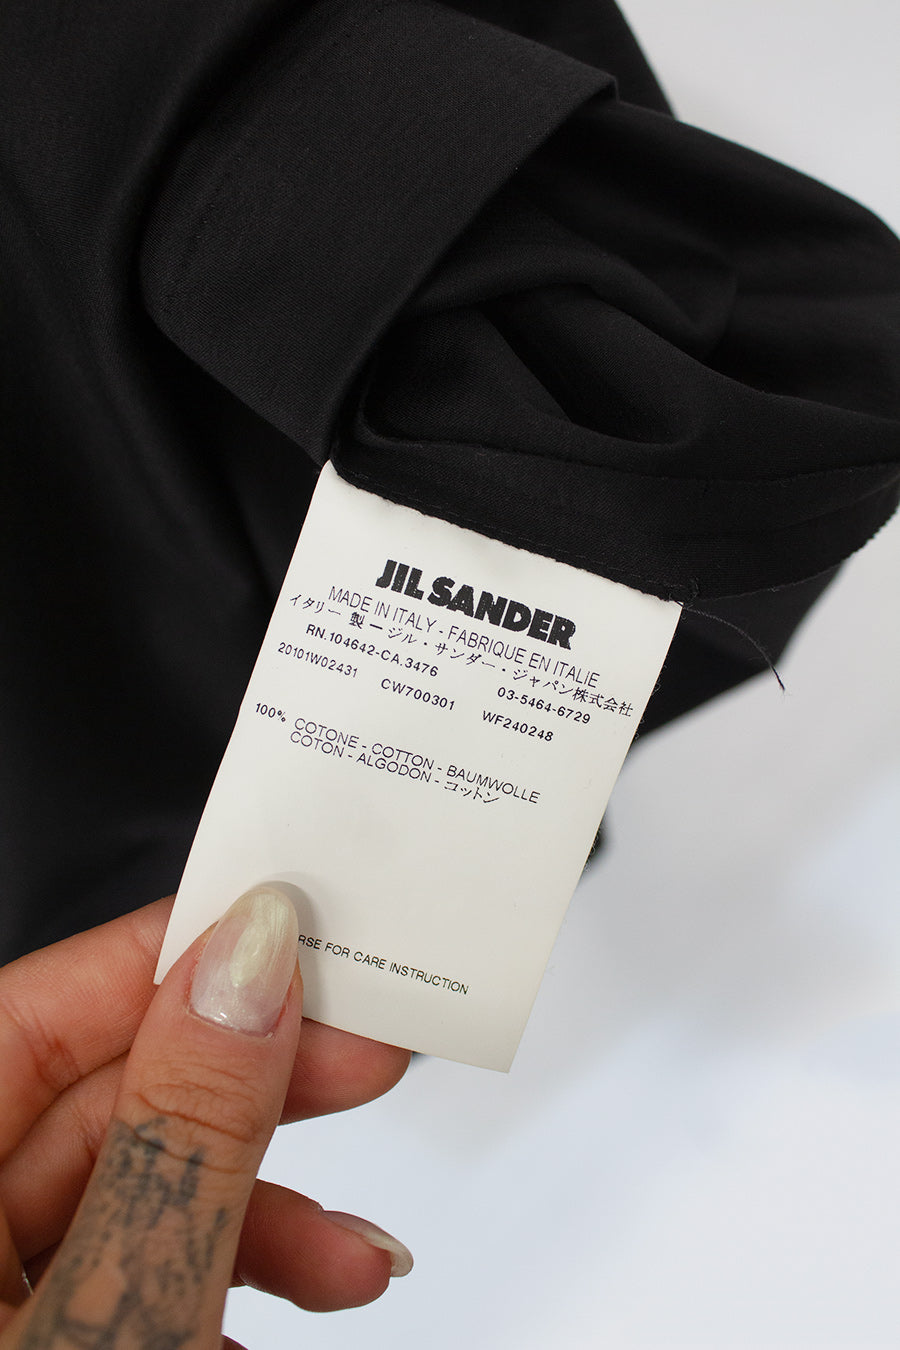 JIL SANDER
MADE IN ITALY - FABRIQUE EN ITALIE
イタリー 製 ージル・サンダー・ジャパン株式会社
RN.104642-CA.3476 03-5464-6729
20101W02431 CW700301 WF240248
100% COTONE - COTTON - BAUMWOLLE
COTON - ALGODON - コットン
FOR CARE INSTRUCTION